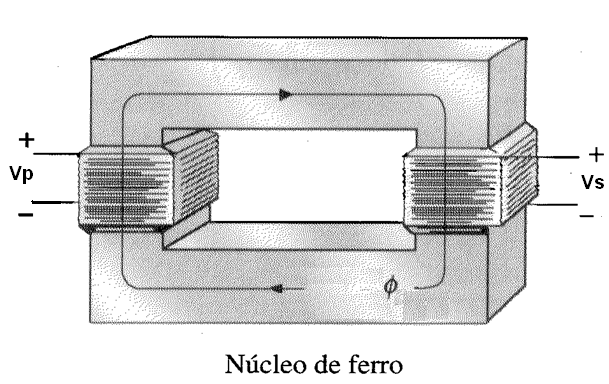 + +
Vp Vs
− −
ϕ
Núcleo de ferro